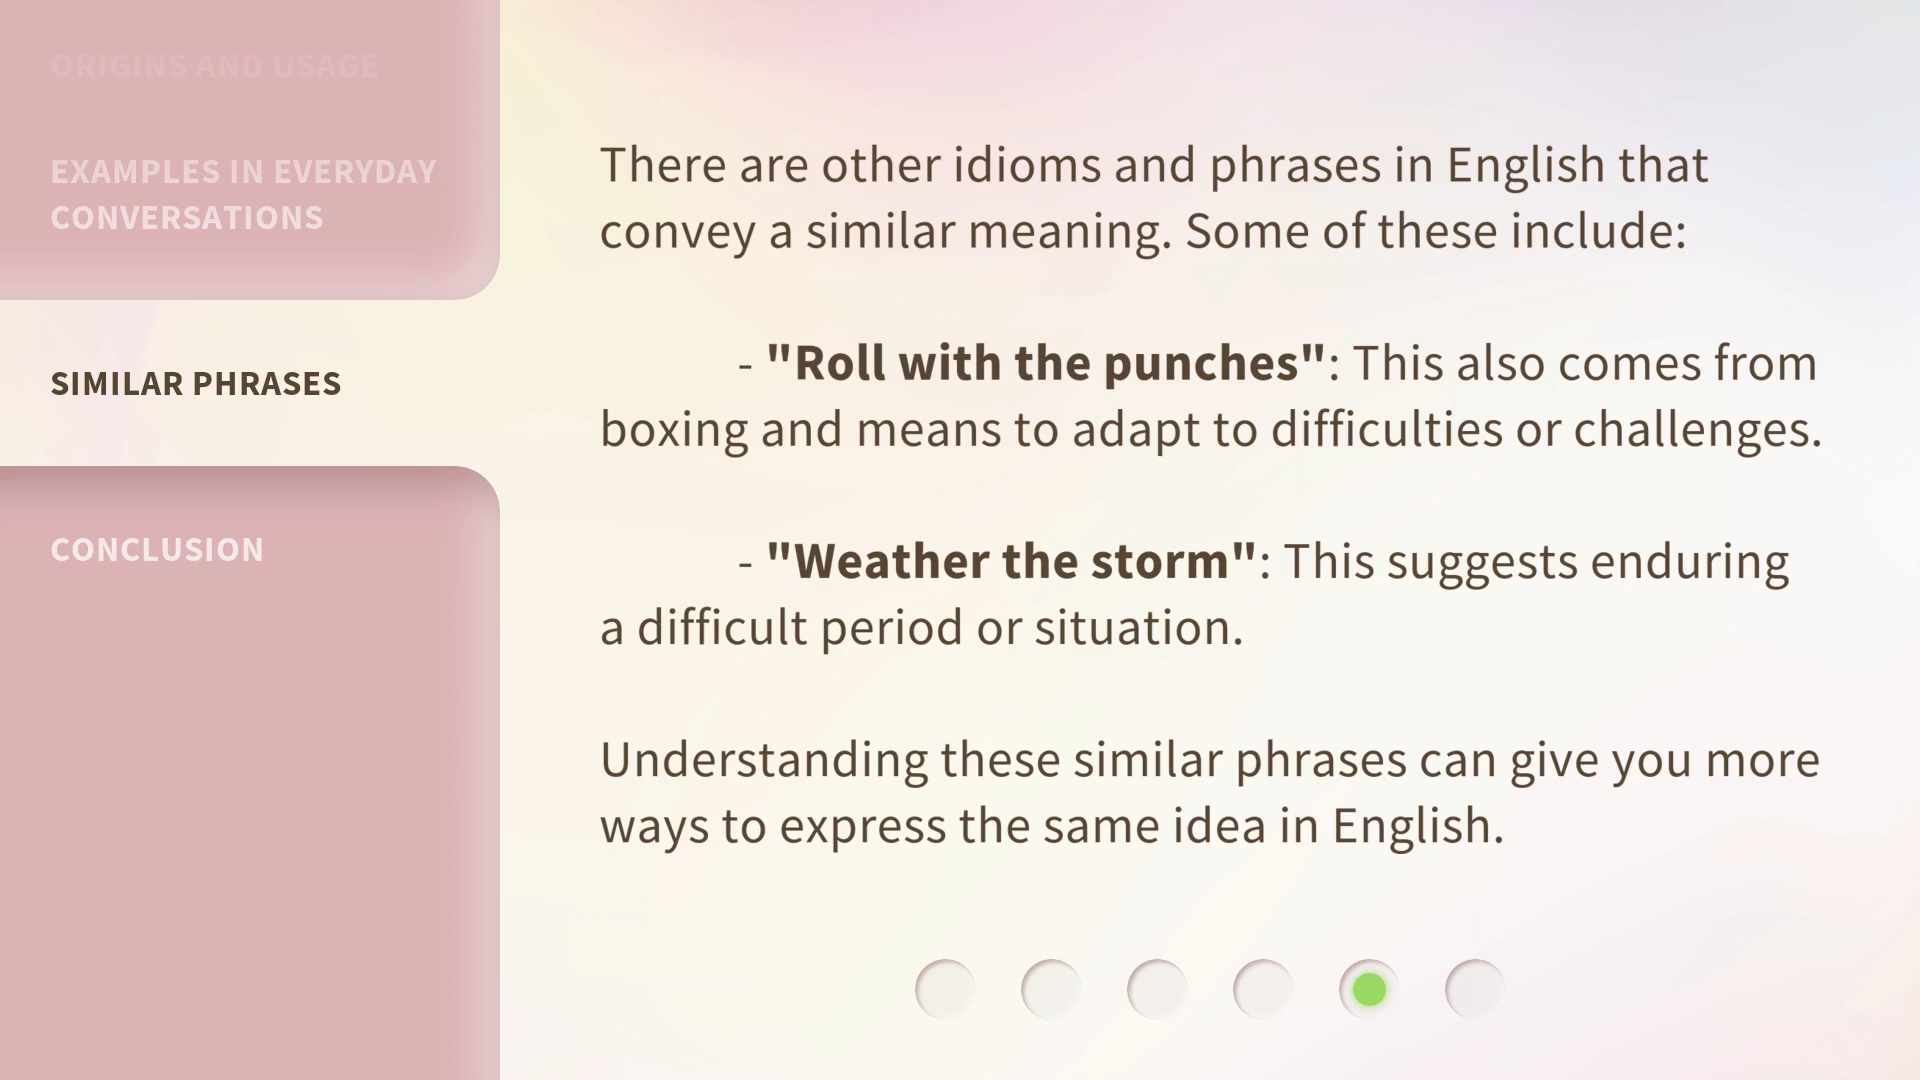 ORIGINS AND USAGE
EXAMPLES IN EVERYDAY
CONVERSATIONS
SIMILAR PHRASES
CONCLUSION
There are other idioms and phrases in English that
convey a similar meaning. Some of these include:
- "Roll with the punches": This also comes from
boxing and means to adapt to difficulties or challenges.
- "Weather the storm": This suggests enduring
a difficult period or situation.
Understanding these similar phrases can give you more
ways to express the same idea in English.